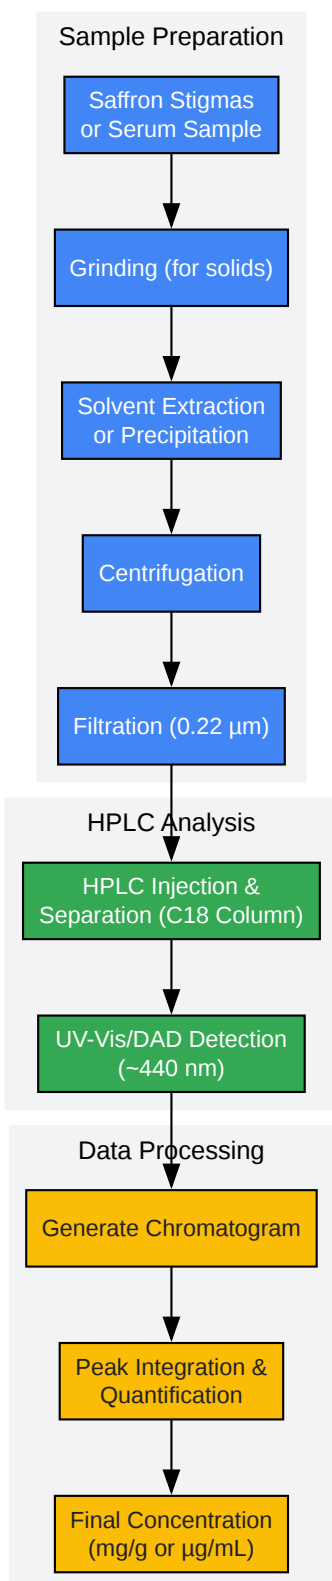 Sample Preparation
Saffron Stigmas
or Serum Sample
Grinding (for solids)
Solvent Extraction
or Precipitation
Centrifugation
Filtration (0.22 µm)
HPLC Analysis
HPLC Injection &
Separation (C18 Column)
UV-Vis/DAD Detection
(~440 nm)
Data Processing
Generate Chromatogram
Peak Integration &
Quantification
Final Concentration
(mg/g or µg/mL)